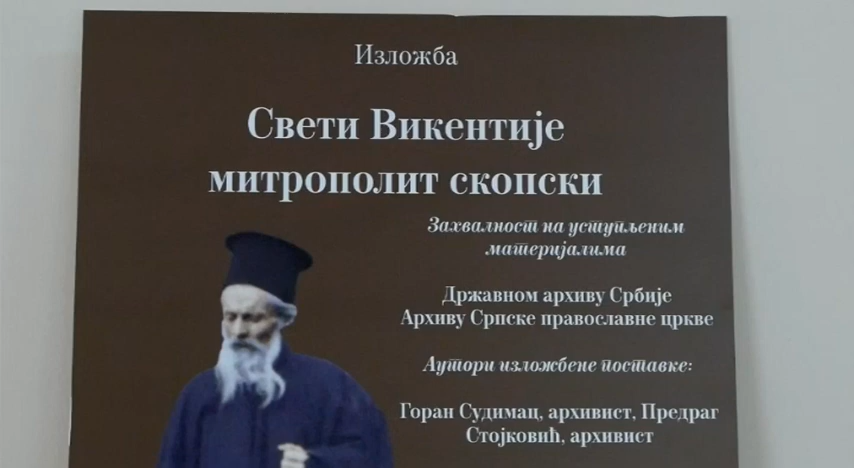 Изложба
Свети Викентије
митрополит скопски
Захвалност на уступљеним
материјалима
Државном архиву Србије
Архиву Српске православне цркве
Аутори изложбене поставке:
Горан Судимац, архивист, Предраг
Стојковић, архивист